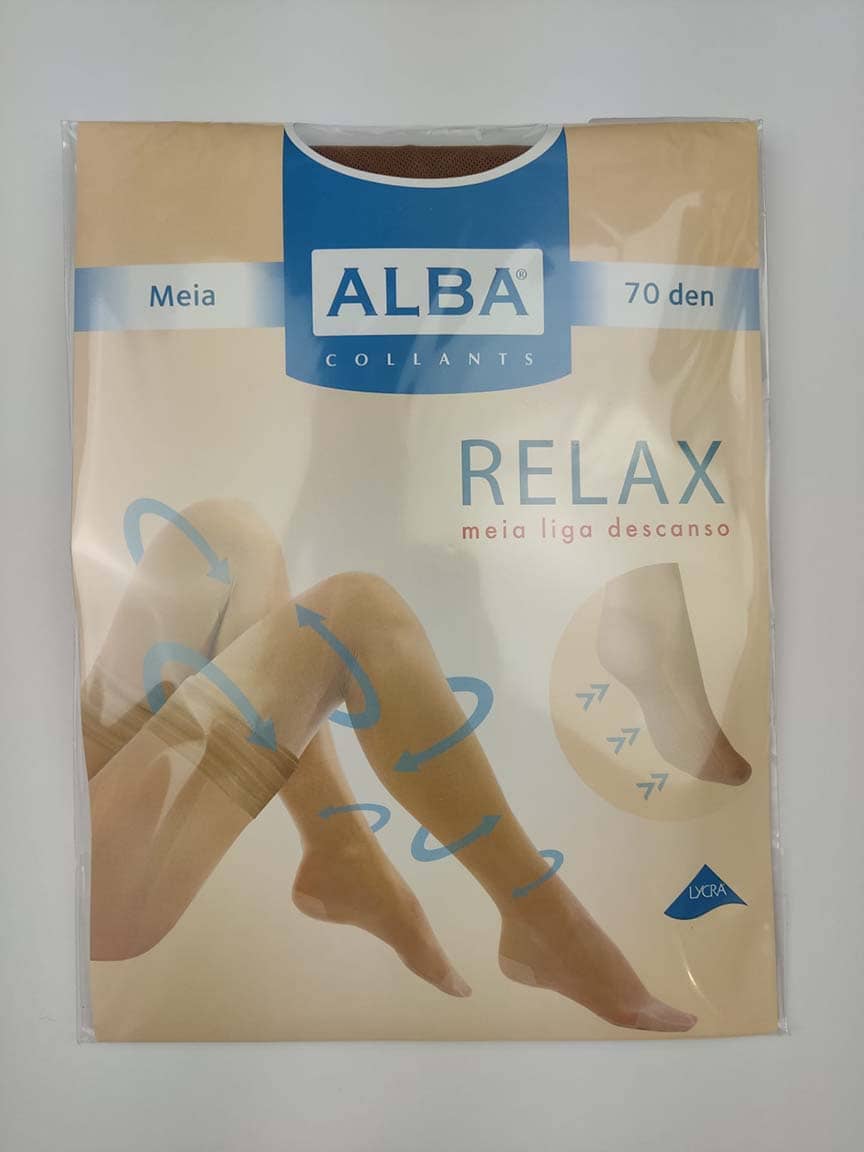 Meia
ALBA®
COLLANTS
70 den
RELAX
meia liga descanso
LYCRA